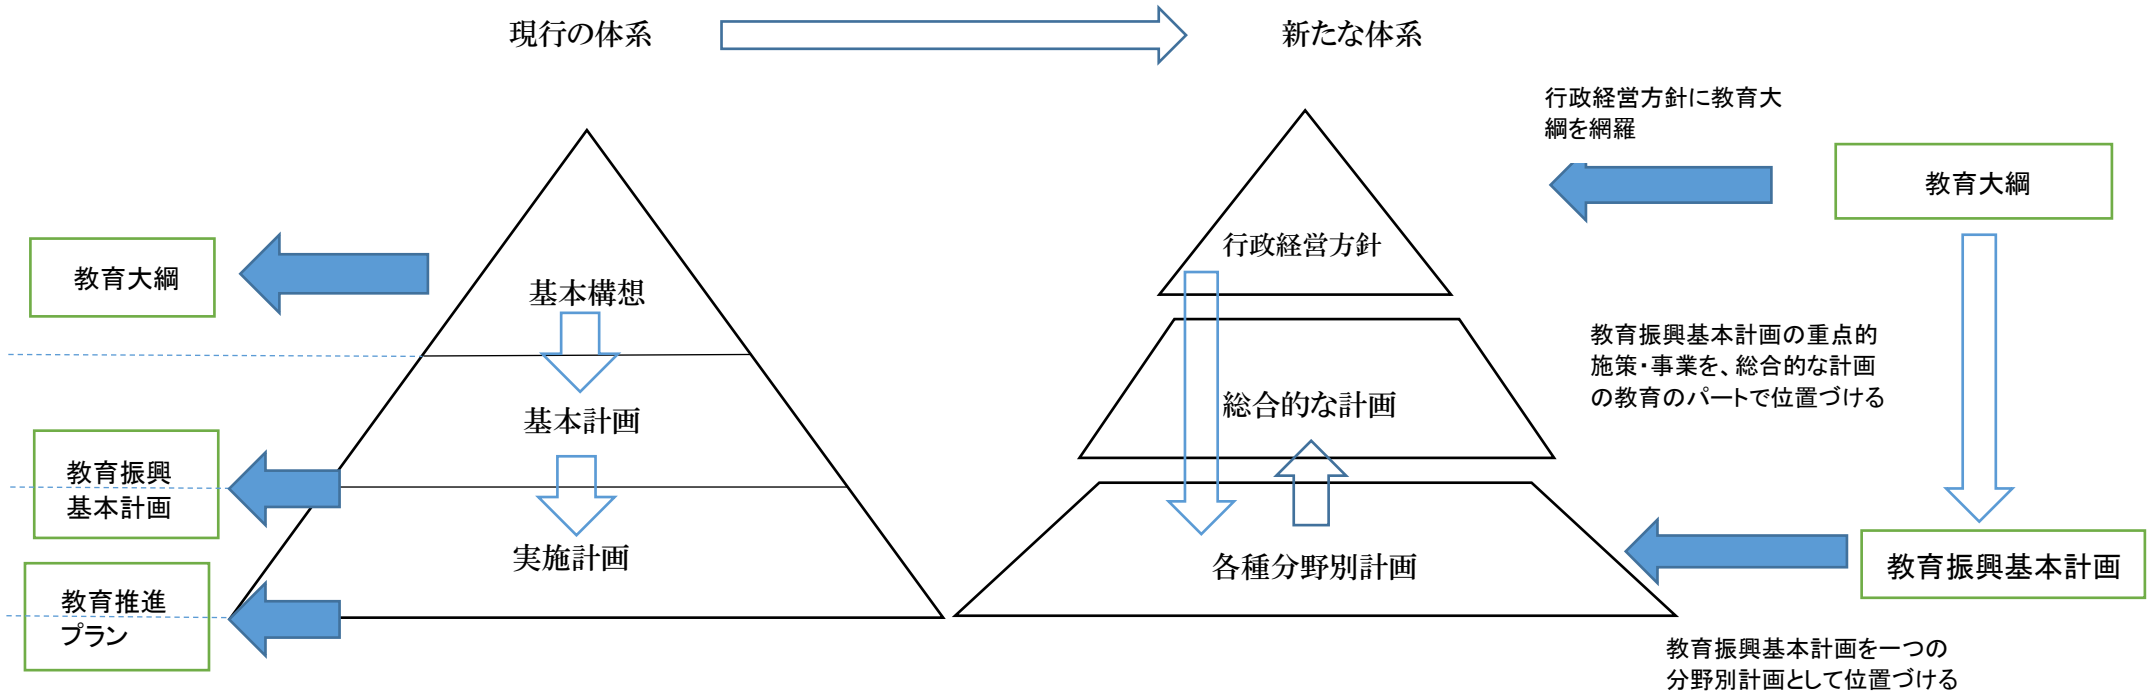 現行の体系
新たな体系
教育大綱
基本構想
基本計画
教育振興
基本計画
実施計画
教育推進
プラン
行政経営方針
総合的な計画
各種分野別計画
行政経営方針に教育大
綱を網羅
教育大綱
教育振興基本計画の重点的
施策・事業を、総合的な計画
の教育のパートで位置づける
教育振興基本計画
教育振興基本計画を一つの
分野別計画として位置づける